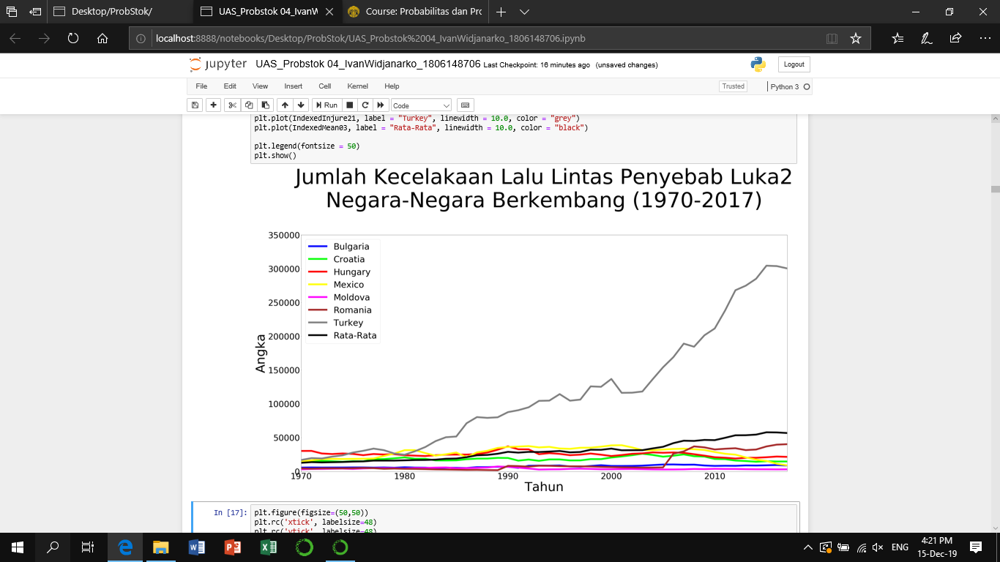 Desktop/ProbStok/
UAS_Probstok 04_IvanW
Course: Probabilitas dan Pro
localhost:8888/notebooks/Desktop/ProbStok/UAS_Probstok%2004_IvanWidjanarko_1806148706.ipynb
jupyter UAS_Probstok 04_IvanWidjanarko_1806148706 Last Checkpoint: 16 minutes ago (unsaved changes)
Logout
File Edit View Insert Cell Kernel Help
Trusted
Python 3
Run
Code
plt.plot(IndexedInjure21, label = "Turkey", linewidth = 10.0, color = "grey")
plt.plot(IndexedMean03, label = "Rata-Rata", linewidth = 10.0, color = "black")
plt.legend(fontsize = 50)
plt.show()
Jumlah Kecelakaan Lalu Lintas Penyebab Luka2
Negara-Negara Berkembang (1970-2017)
350000
300000
250000
200000
150000
100000
50000
0
Angka
Bulgaria
Croatia
Hungary
Mexico
Moldova
Romania
Turkey
Rata-Rata
1970 1980 1990 2000 2010
Tahun
In [17]:
plt.figure(figsize=(50,50))
plt.rc('xtick', labelsize=48)
plt.rc('ytick', labelsize=48)
ENG
4:21 PM
15-Dec-19